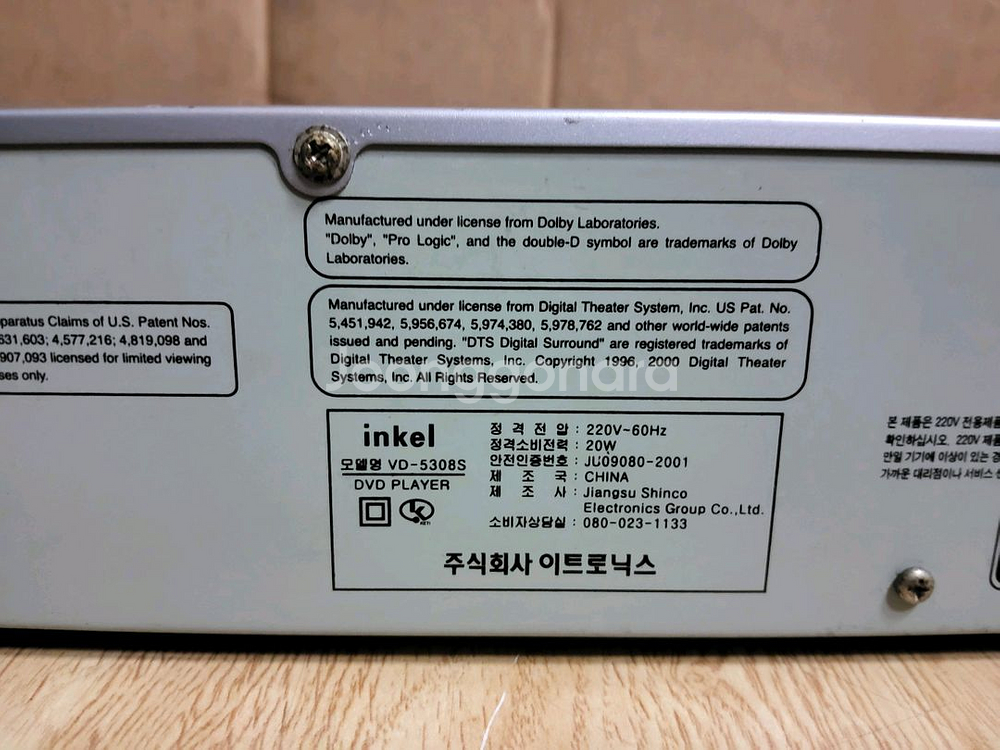 Manufactured under license from Dolby Laboratories.
"Dolby", "Pro Logic", and the double-D symbol are trademarks of Dolby
Laboratories.
Manufactured under license from Digital Theater System, Inc. US Pat. No.
5,451,942, 5,956,674, 5,974,380, 5,978,762 and other world-wide patents
issued and pending. "DTS Digital Surround" are registered trademarks of
Digital Theater Systems, Inc. Copyright 1996, 2000 Digital Theater
Systems, Inc. All Rights Reserved.
Joonggonara
paratus Claims of U.S. Patent Nos.
631,603; 4,577,216; 4,819,098 and
907,093 licensed for limited viewing
ses only.
inkel
모델명 VD-5308S
DVD PLAYER
KETI
정 격 전 압 : 220V~60Hz
정격소비전력 : 20W
안전인증번호 : JU09080-2001
제 조 국 : CHINA
제 조 사 : Jiangsu Shinco
Electronics Group Co.,Ltd.
소비자상담실 : 080-023-1133
주식회사 이트로닉스
본 제품은 220V 전용제품
확인하십시오. 220V 제품
만일 기기에 이상이 있는 경
가까운 대리점이나 서비스